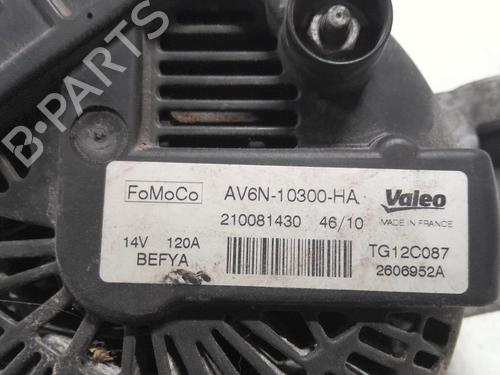 B-PARTS
FoMoCo AV6N-10300-HA Valeo
210081430 46/10 MADE IN FRANCE
14V 120A TG12C087
BEFYA 2606952A